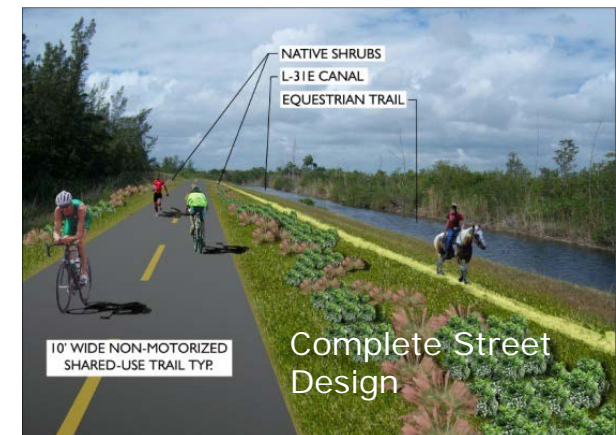 NATIVE SHRUBS
L-31E CANAL
EQUESTRIAN TRAIL
10' WIDE NON-MOTORIZED
SHARED-USE TRAIL TYP.
Complete Street
Design